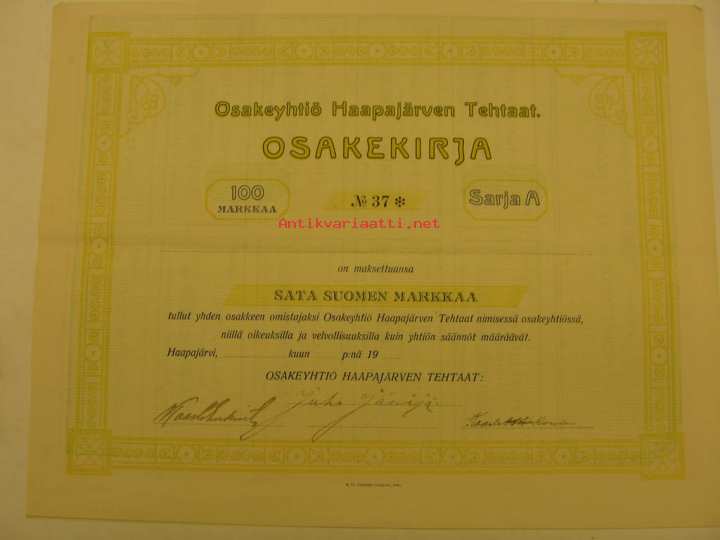 Osakeyhtiö Haapajärven Tehtaat.
OSAKEKIRJA
100 MARKKAA
№ 37 ✻
Sarja A
Antikvariaatti.net
on maksettuansa
SATA SUOMEN MARKKAA
tullut yhden osakkeen omistajaksi Osakeyhtiö Haapajärven Tehtaat nimisessä osakeyhtiössä,
niillä oikeuksilla ja velvollisuuksilla kuin yhtiön säännöt määräävät.
Haapajärvi, kuun p:nä 19
OSAKEYHTIÖ HAAPAJÄRVEN TEHTAAT:
Juho